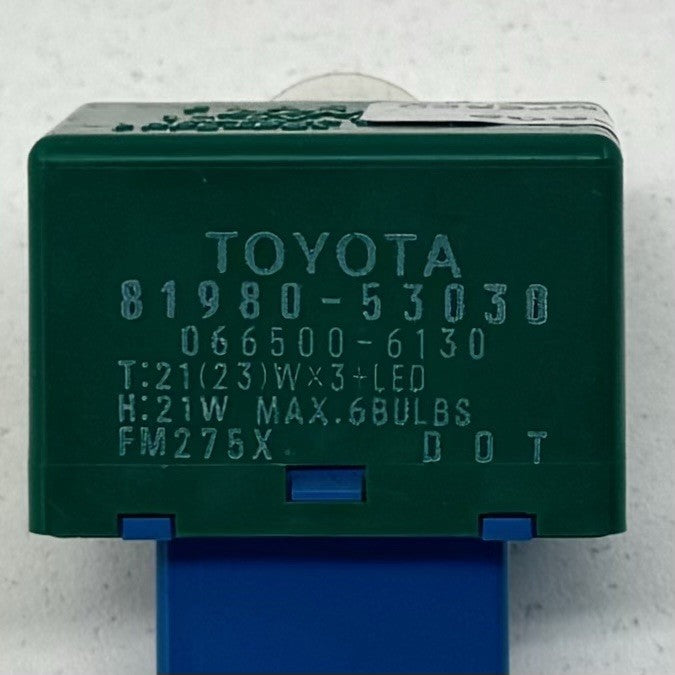 TOYOTA
81980-53030
066500-6130
T:21(23)W×3+LED
H:21W MAX.6BULBS
FM275X DOT